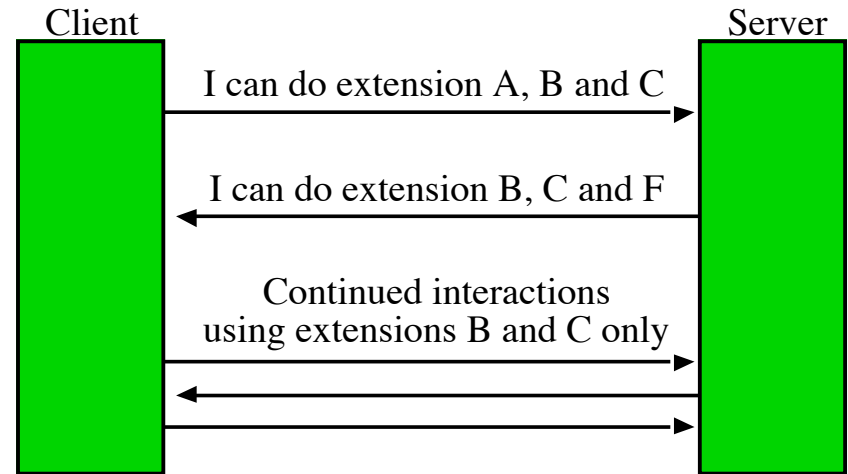 Client
Server
I can do extension A, B and C
I can do extension B, C and F
Continued interactions
using extensions B and C only